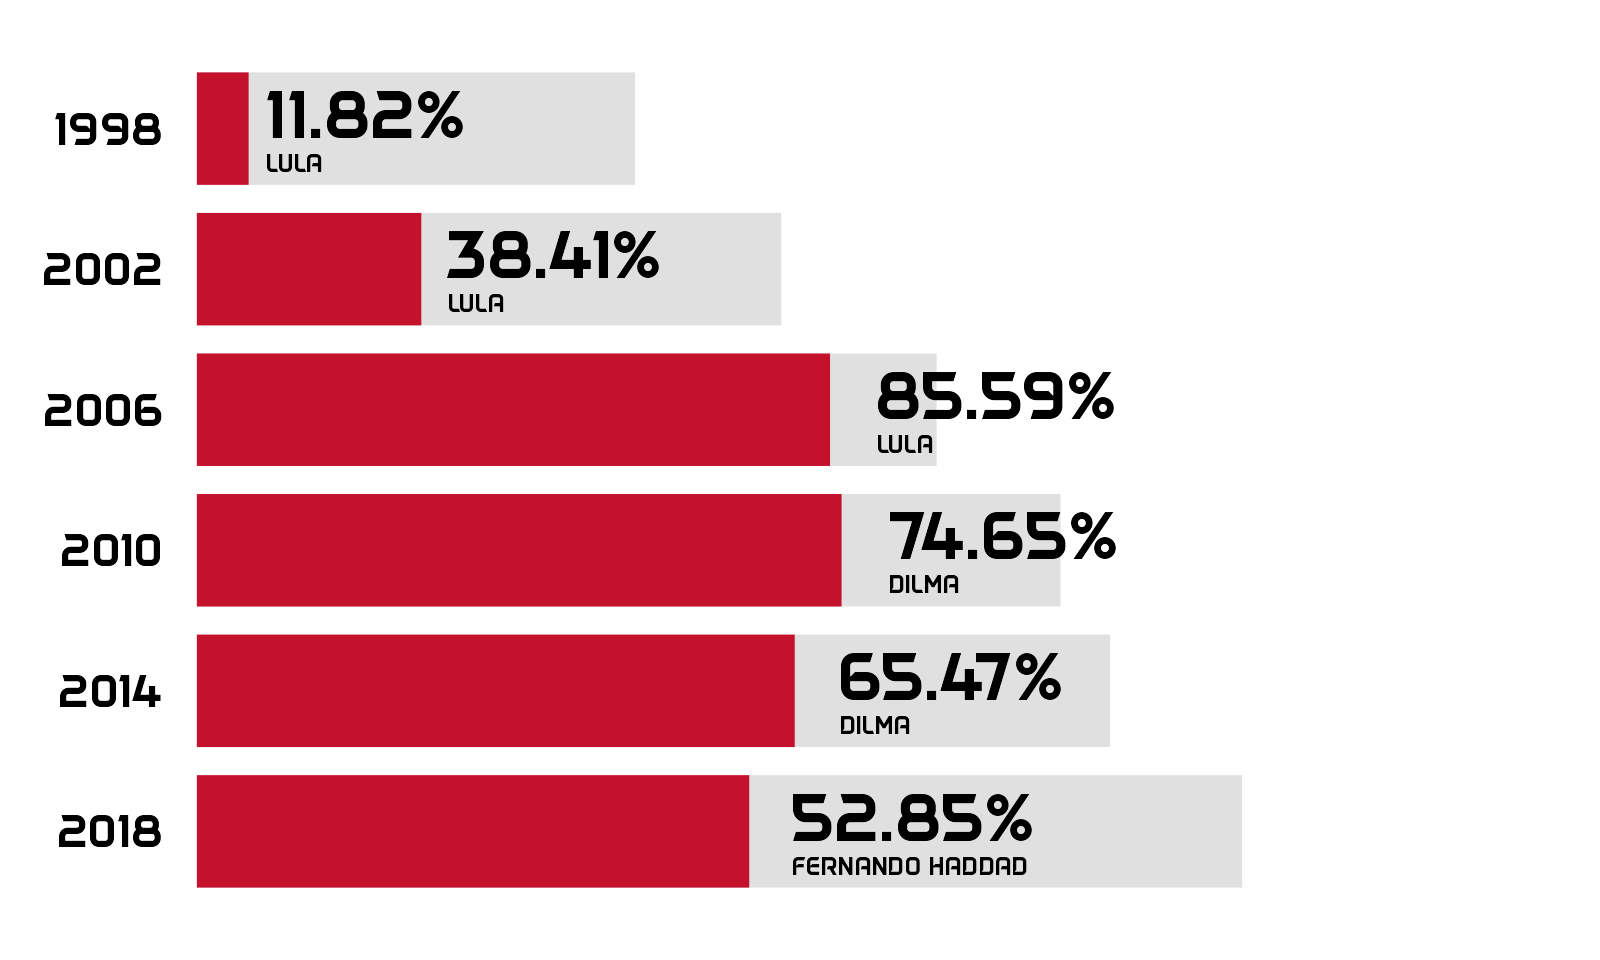 1998
11.82%
LULA
2002
38.41%
LULA
2006
85.59%
LULA
2010
74.65%
DILMA
2014
65.47%
DILMA
2018
52.85%
FERNANDO HADDAD